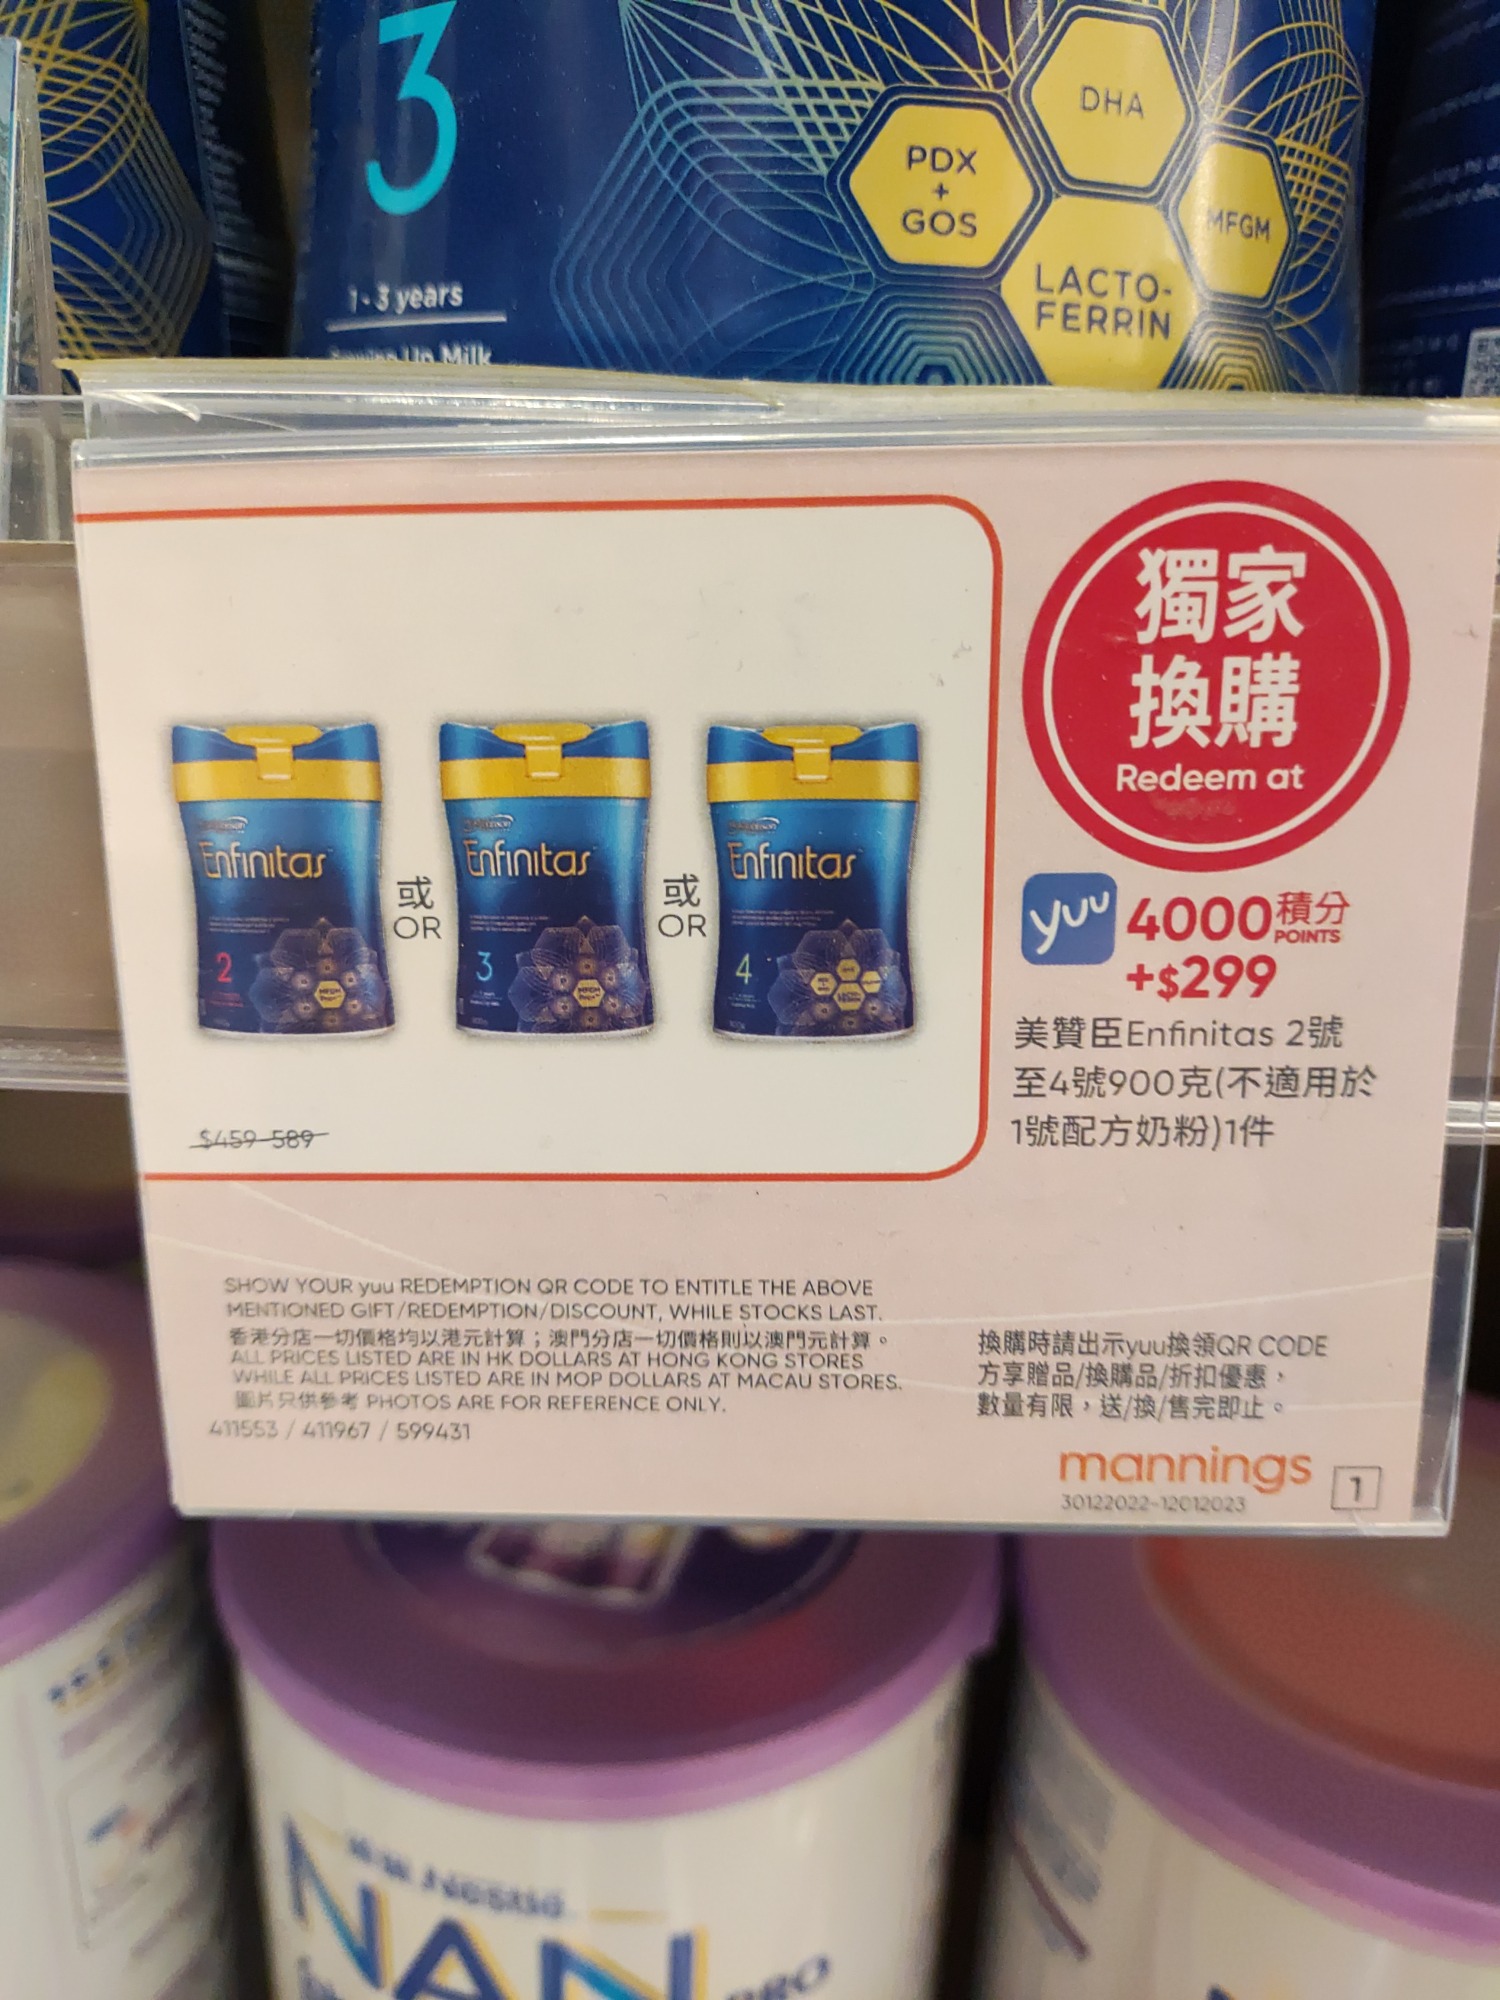 3
1-3 years
Growing Up Milk
DHA
PDX
+
GOS
MFGM
LACTO-
FERRIN
獨家
換購
Redeem at
Enfinitas
2
或
OR
Enfinitas
3
或
OR
Enfinitas
4
$459-589
yuu
4000積分
POINTS
+$299
美贊臣Enfinitas 2號
至4號900克(不適用於
1號配方奶粉)1件
SHOW YOUR yuu REDEMPTION QR CODE TO ENTITLE THE ABOVE
MENTIONED GIFT/REDEMPTION/DISCOUNT, WHILE STOCKS LAST.
香港分店一切價格均以港元計算；澳門分店一切價格則以澳門元計算。
ALL PRICES LISTED ARE IN HK DOLLARS AT HONG KONG STORES
WHILE ALL PRICES LISTED ARE IN MOP DOLLARS AT MACAU STORES.
圖片只供參考 PHOTOS ARE FOR REFERENCE ONLY.
411553 / 411967 / 599431
換購時請出示yuu換領QR CODE
方享贈品/換購品/折扣優惠，
數量有限，送/換/售完即止。
mannings
30122022-12012023
1
Nestlé
NAN
PRO